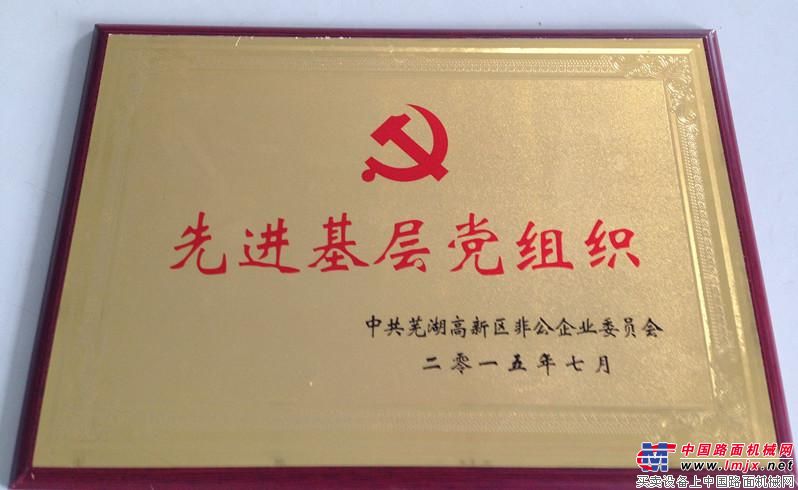 先进基层党组织
中共芜湖高新区非公企业委员会
二零一五年七月
中国路面机械网
www.lmjx.net
买卖设备上中国路面机械网